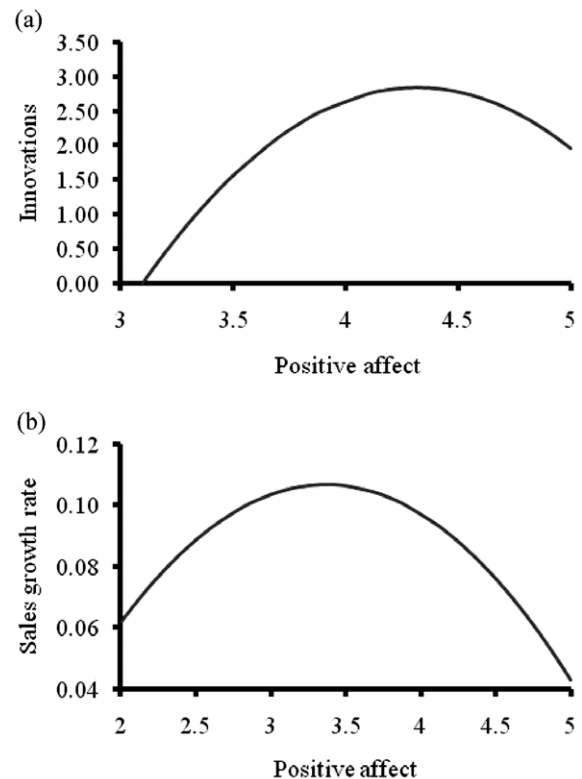 (a)
3.50
3.00
2.50
2.00
1.50
1.00
0.50
0.00
Innovations
3 3.5 4 4.5 5
Positive affect
(b)
0.12
0.10
0.08
0.06
0.04
Sales growth rate
2 2.5 3 3.5 4 4.5 5
Positive affect